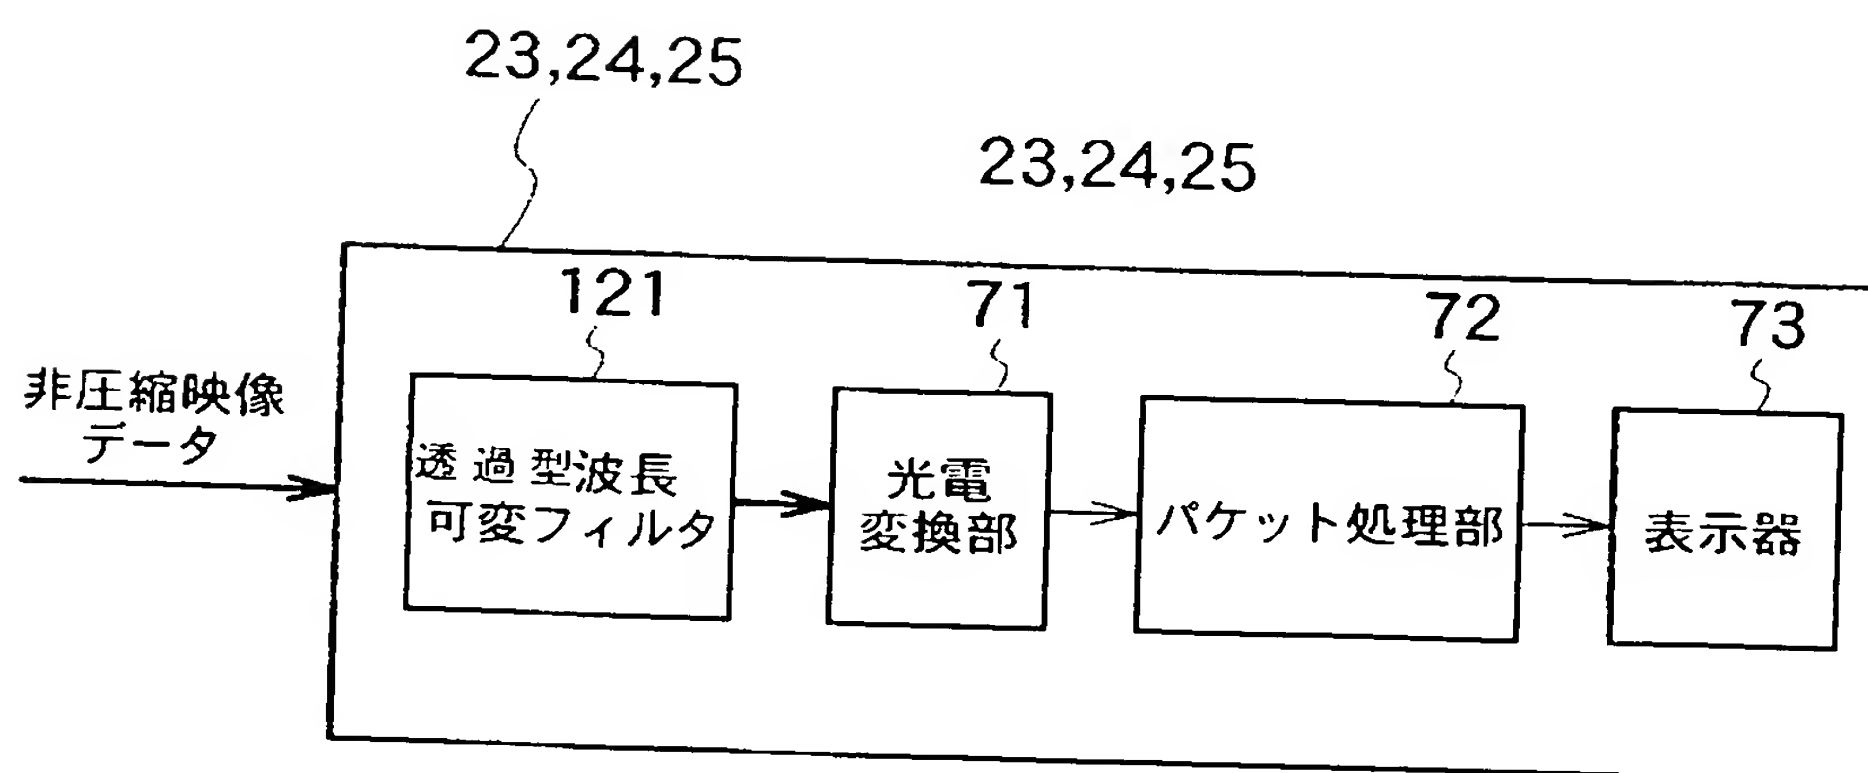 23,24,25
23,24,25
121
71
72
73
非圧縮映像
データ
透過型波長
可変フィルタ
光電
変換部
パケット処理部
表示器